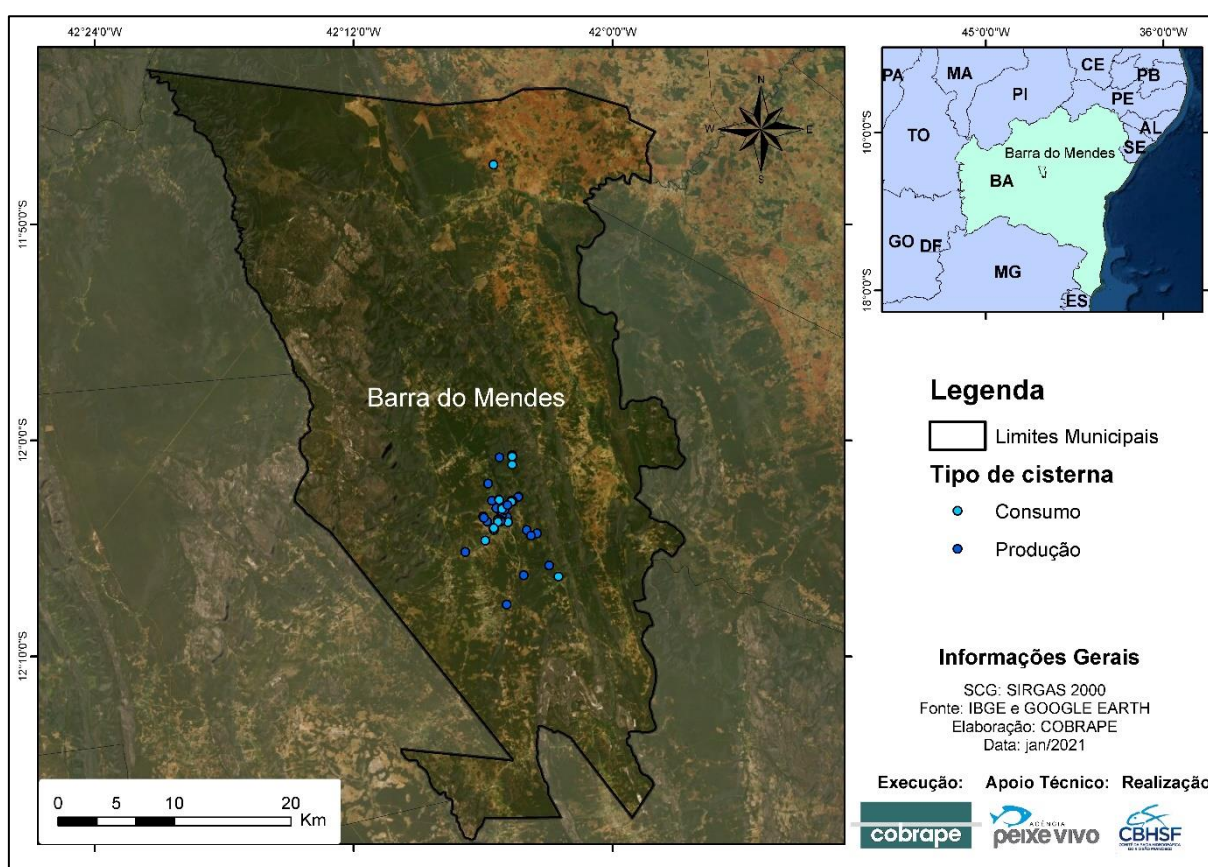 42°24'0"W
42°12'0"W
42°0'0"W
11°50'0"S
12°0'0"S
12°10'0"S
N
W
E
S
Barra do Mendes
0 5 10 20
Km
45°0'0"W
36°0'0"W
10°0'0"S
18°0'0"S
PA
MA
CE
PB
PI
PE
TO
AL
SE
Barra do Mendes
BA
GO
DF
MG
ES
Legenda
Limites Municipais
Tipo de cisterna
Consumo
Produção
Informações Gerais
SCG: SIRGAS 2000
Fonte: IBGE e GOOGLE EARTH
Elaboração: COBRAPE
Data: jan/2021
Execução: Apoio Técnico: Realização
cobrape
AGÊNCIA
peixe vivo
CBHSF